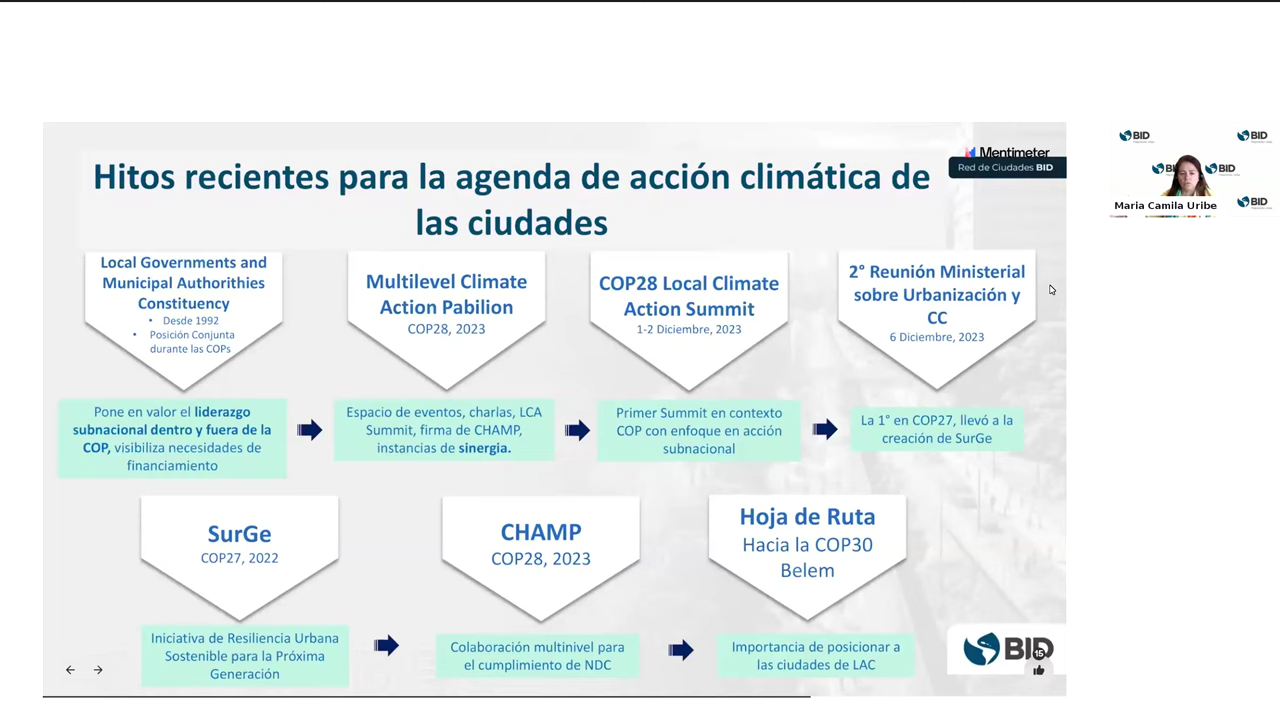 Hitos recientes para la agenda de acción climática de
las ciudades
Mentimeter
Red de Ciudades BID
Local Governments and
Municipal Authorithies
Constituency
• Desde 1992
• Posición Conjunta
durante las COPs
Multilevel Climate
Action Pabilion
COP28, 2023
COP28 Local Climate
Action Summit
1-2 Diciembre, 2023
2° Reunión Ministerial
sobre Urbanización y
CC
6 Diciembre, 2023
Pone en valor el liderazgo
subnacional dentro y fuera de la
COP, visibiliza necesidades de
financiamiento
Espacio de eventos, charlas, LCA
Summit, firma de CHAMP,
instancias de sinergia.
Primer Summit en contexto
COP con enfoque en acción
subnacional
La 1° en COP27, llevó a la
creación de SurGe
SurGe
COP27, 2022
CHAMP
COP28, 2023
Hoja de Ruta
Hacia la COP30
Belem
Iniciativa de Resiliencia Urbana
Sostenible para la Próxima
Generación
Colaboración multinivel para
el cumplimiento de NDC
Importancia de posicionar a
las ciudades de LAC
BID
15
BID
BID
BID
BID
Maria Camila Uribe
BID